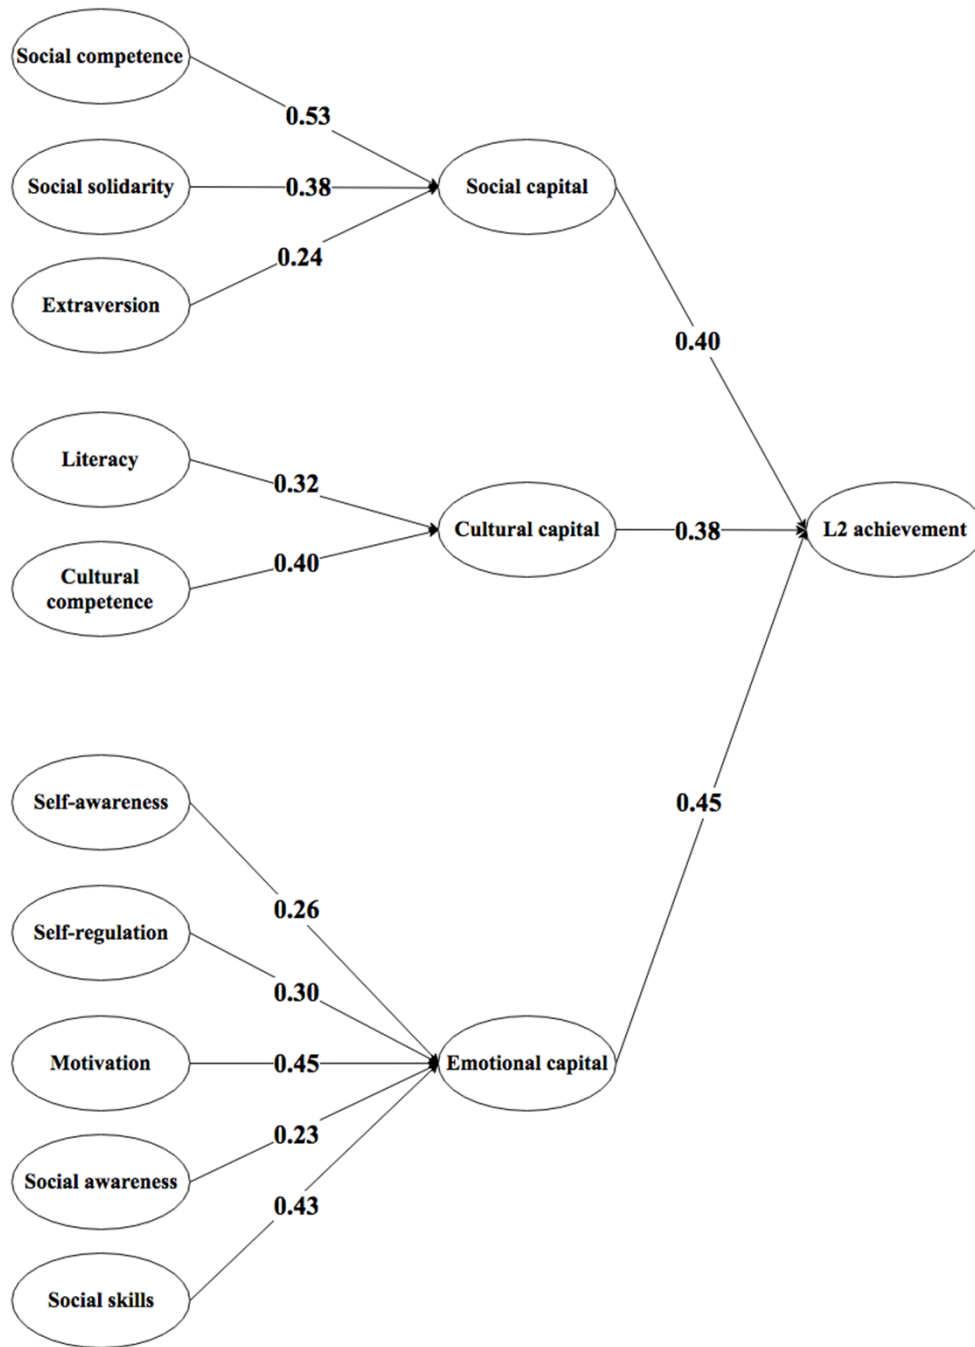 Social competence
0.53
Social solidarity
0.38
Social capital
0.24
Extraversion
0.40
Literacy
0.32
Cultural capital
0.38
L2 achievement
0.40
Cultural
competence
Self-awareness
0.45
0.26
Self-regulation
0.30
Motivation
0.45
Emotional capital
0.23
Social awareness
0.43
Social skills